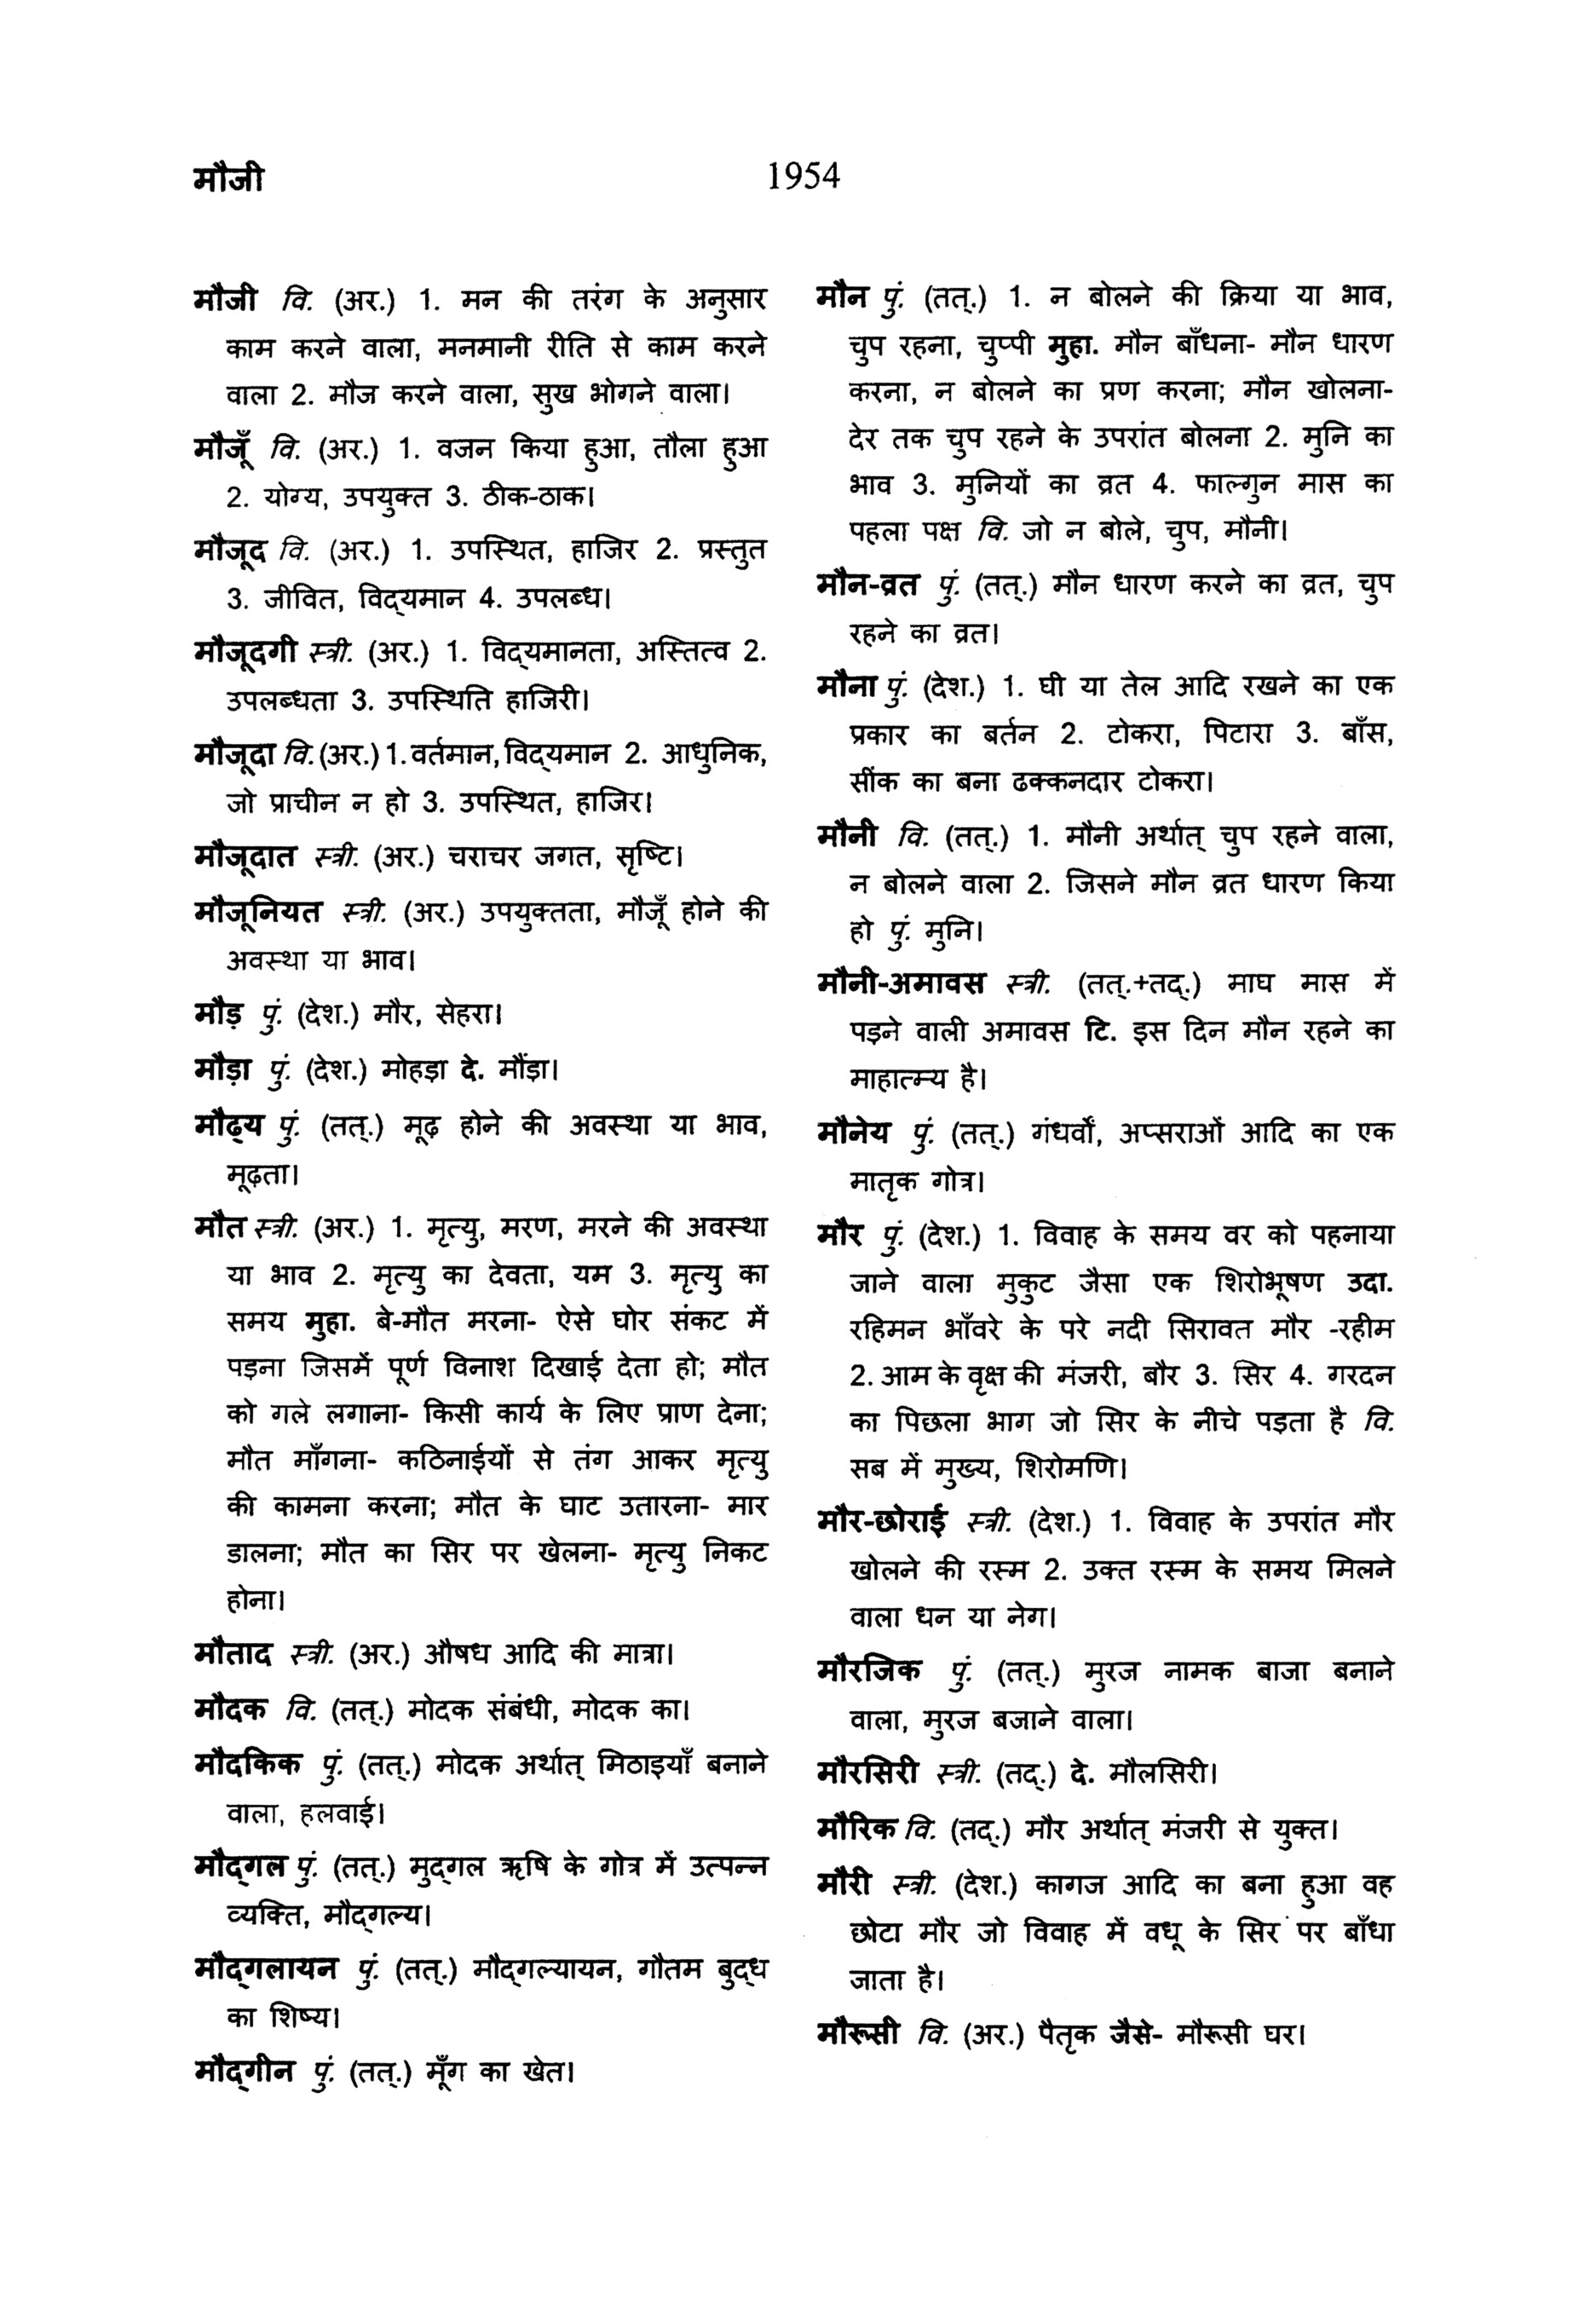 मौजी
1954
मौजी वि. (अर.) 1. मन की तरंग के अनुसार
काम करने वाला, मनमानी रीति से काम करने
वाला 2. मौज करने वाला, सुख भोगने वाला।
मौजूँ वि. (अर.) 1. वजन किया हुआ, तौला हुआ
2. योग्य, उपयुक्त 3. ठीक-ठाक।
मौजूद वि. (अर.) 1. उपस्थित, हाजिर 2. प्रस्तुत
3. जीवित, विद्‌यमान 4. उपलब्ध।
मौजूदगी स्त्री. (अर.) 1. विद्‌यमानता, अस्तित्व 2.
उपलब्धता 3. उपस्थिति हाजिरी।
मौजूदा वि. (अर.) 1. वर्तमान, विद्‌यमान 2. आधुनिक,
जो प्राचीन न हो 3. उपस्थित, हाजिर।
मौजूदात स्त्री. (अर.) चराचर जगत, सृष्टि।
मौजूनियत स्त्री. (अर.) उपयुक्तता, मौजूँ होने की
अवस्था या भाव।
मौड़ पुं. (देश.) मौर, सेहरा।
मौड़ा पुं. (देश.) मोहड़ा दे. मौंड़ा।
मौढ्‌य पुं. (तत्.) मूढ़ होने की अवस्था या भाव,
मूढ़ता।
मौत स्त्री. (अर.) 1. मृत्यु, मरण, मरने की अवस्था
या भाव 2. मृत्यु का देवता, यम 3. मृत्यु का
समय मुहा. बे-मौत मरना- ऐसे घोर संकट में
पड़ना जिसमें पूर्ण विनाश दिखाई देता हो; मौत
को गले लगाना- किसी कार्य के लिए प्राण देना;
मौत माँगना- कठिनाईयों से तंग आकर मृत्यु
की कामना करना; मौत के घाट उतारना- मार
डालना; मौत का सिर पर खेलना- मृत्यु निकट
होना।
मौताद स्त्री. (अर.) औषध आदि की मात्रा।
मौदक वि. (तत्.) मोदक संबंधी, मोदक का।
मौदकिक पुं. (तत्.) मोदक अर्थात् मिठाइयाँ बनाने
वाला, हलवाई।
मौद्‌गल पुं. (तत्.) मुद्‌गल ऋषि के गोत्र में उत्पन्न
व्यक्ति, मौद्‌गल्य।
मौद्‌गलायन पुं. (तत्.) मौद्‌गल्यायन, गौतम बुद्‌ध
का शिष्य।
मौद्‌गीन पुं. (तत्.) मूँग का खेत।
मौन पुं. (तत्.) 1. न बोलने की क्रिया या भाव,
चुप रहना, चुप्पी मुहा. मौन बाँधना- मौन धारण
करना, न बोलने का प्रण करना; मौन खोलना-
देर तक चुप रहने के उपरांत बोलना 2. मुनि का
भाव 3. मुनियों का व्रत 4. फाल्गुन मास का
पहला पक्ष वि. जो न बोले, चुप, मौनी।
मौन-व्रत पुं. (तत्.) मौन धारण करने का व्रत, चुप
रहने का व्रत।
मौना पुं. (देश.) 1. घी या तेल आदि रखने का एक
प्रकार का बर्तन 2. टोकरा, पिटारा 3. बाँस,
सींक का बना ढक्कनदार टोकरा।
मौनी वि. (तत्.) 1. मौनी अर्थात् चुप रहने वाला,
न बोलने वाला 2. जिसने मौन व्रत धारण किया
हो पुं. मुनि।
मौनी-अमावस स्त्री. (तत्.+तद्.) माघ मास में
पड़ने वाली अमावस टि. इस दिन मौन रहने का
माहात्म्य है।
मौनेय पुं. (तत्.) गंधर्वों, अप्सराओं आदि का एक
मातृक गोत्र।
मौर पुं. (देश.) 1. विवाह के समय वर को पहनाया
जाने वाला मुकुट जैसा एक शिरोभूषण उदा.
रहिमन भाँवरे के परे नदी सिरावत मौर -रहीम
2. आम के वृक्ष की मंजरी, बौर 3. सिर 4. गरदन
का पिछला भाग जो सिर के नीचे पड़ता है वि.
सब में मुख्य, शिरोमणि।
मौर-छोराई स्त्री. (देश.) 1. विवाह के उपरांत मौर
खोलने की रस्म 2. उक्त रस्म के समय मिलने
वाला धन या नेग।
मौरजिक पुं. (तत्.) मुरज नामक बाजा बनाने
वाला, मुरज बजाने वाला।
मौरसिरी स्त्री. (तद्.) दे. मौलसिरी।
मौरिक वि. (तद्.) मौर अर्थात् मंजरी से युक्त।
मौरी स्त्री. (देश.) कागज आदि का बना हुआ वह
छोटा मौर जो विवाह में वधू के सिर पर बाँधा
जाता है।
मौरूसी वि. (अर.) पैतृक जैसे- मौरूसी घर।